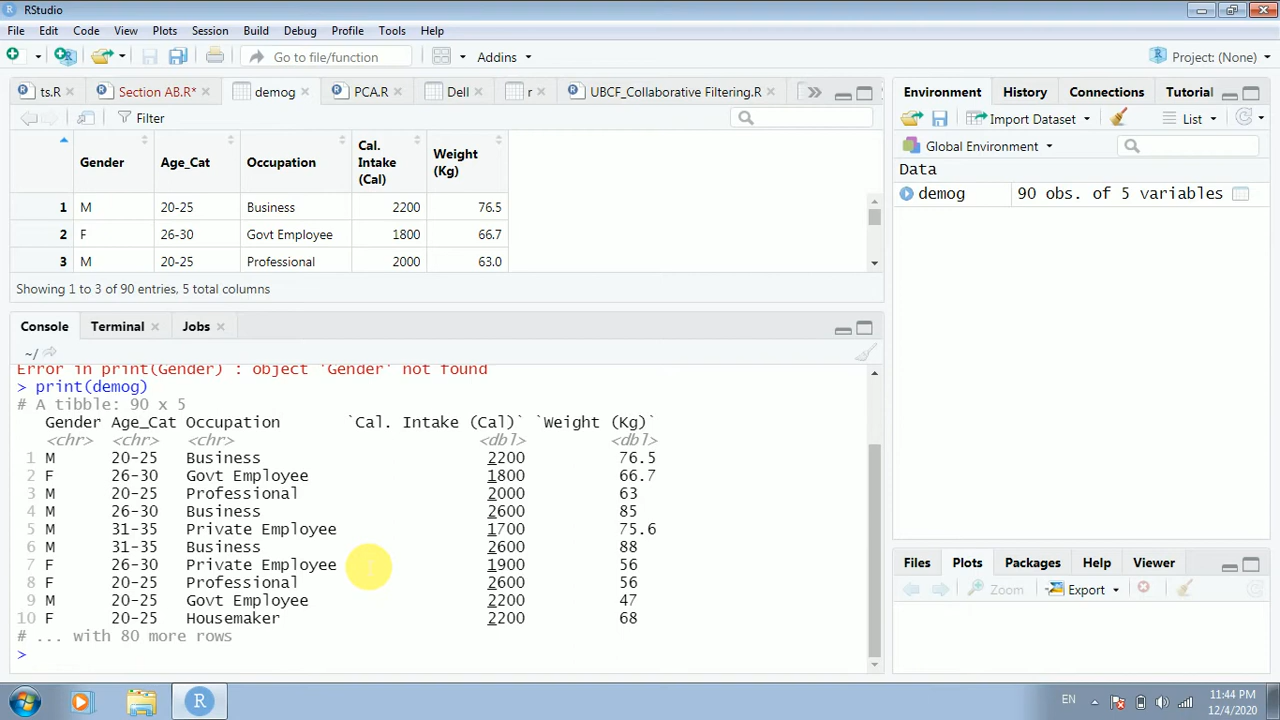 RStudio
File Edit Code View Plots Session Build Debug Profile Tools Help
Go to file/function Addins Project: (None)
ts.R Section AB.R* demog PCA.R Dell r UBCF_Collaborative Filtering.R
Filter
Gender Age_Cat Occupation Cal. Intake (Cal) Weight (Kg)
1 M 20-25 Business 2200 76.5
2 F 26-30 Govt Employee 1800 66.7
3 M 20-25 Professional 2000 63.0
Showing 1 to 3 of 90 entries, 5 total columns
Console Terminal Jobs
~/
Error in print(Gender) : object 'Gender' not found
> print(demog)
# A tibble: 90 x 5
Gender Age_Cat Occupation `Cal. Intake (Cal)` `Weight (Kg)`
<chr> <chr> <chr> <dbl> <dbl>
1 M 20-25 Business 2200 76.5
2 F 26-30 Govt Employee 1800 66.7
3 M 20-25 Professional 2000 63
4 M 26-30 Business 2600 85
5 M 31-35 Private Employee 1700 75.6
6 M 31-35 Business 2600 88
7 F 26-30 Private Employee 1900 56
8 F 20-25 Professional 2600 56
9 M 20-25 Govt Employee 2200 47
10 F 20-25 Housemaker 2200 68
# ... with 80 more rows
>
Environment History Connections Tutorial
Import Dataset List
Global Environment
Data
demog 90 obs. of 5 variables
Files Plots Packages Help Viewer
Zoom Export
EN
11:44 PM
12/4/2020